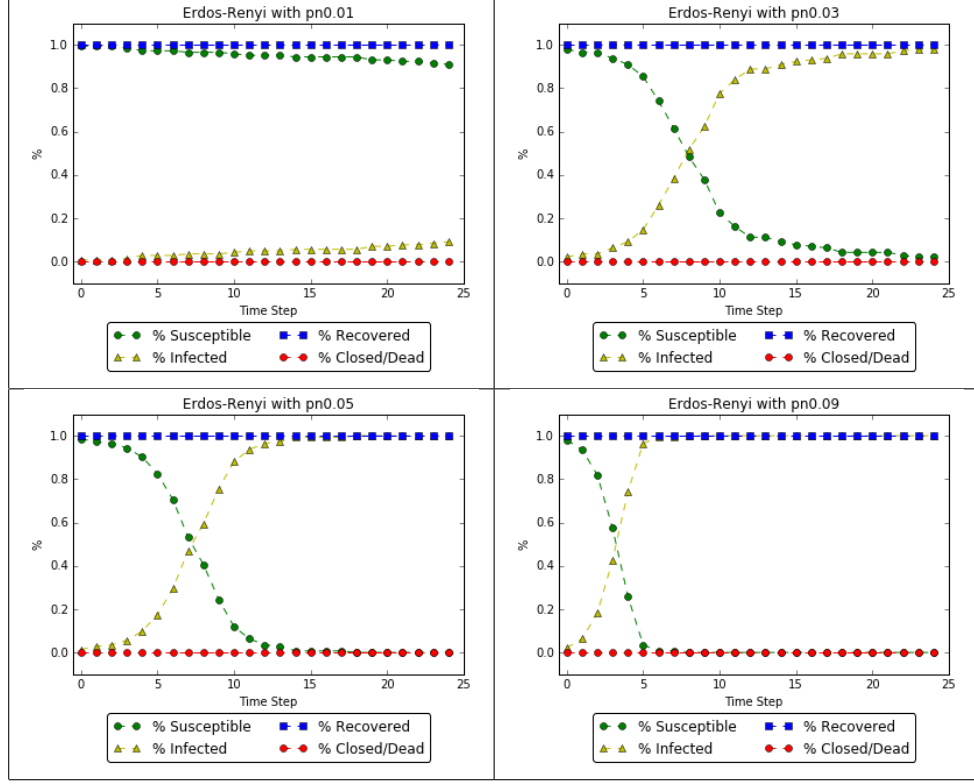 Erdos-Renyi with pn0.01
1.0
0.8
0.6
0.4
0.2
0.0
%
0 5 10 15 20 25
Time Step
% Susceptible % Recovered
% Infected % Closed/Dead
Erdos-Renyi with pn0.03
1.0
0.8
0.6
0.4
0.2
0.0
%
0 5 10 15 20 25
Time Step
% Susceptible % Recovered
% Infected % Closed/Dead
Erdos-Renyi with pn0.05
1.0
0.8
0.6
0.4
0.2
0.0
%
0 5 10 15 20 25
Time Step
% Susceptible % Recovered
% Infected % Closed/Dead
Erdos-Renyi with pn0.09
1.0
0.8
0.6
0.4
0.2
0.0
%
0 5 10 15 20 25
Time Step
% Susceptible % Recovered
% Infected % Closed/Dead